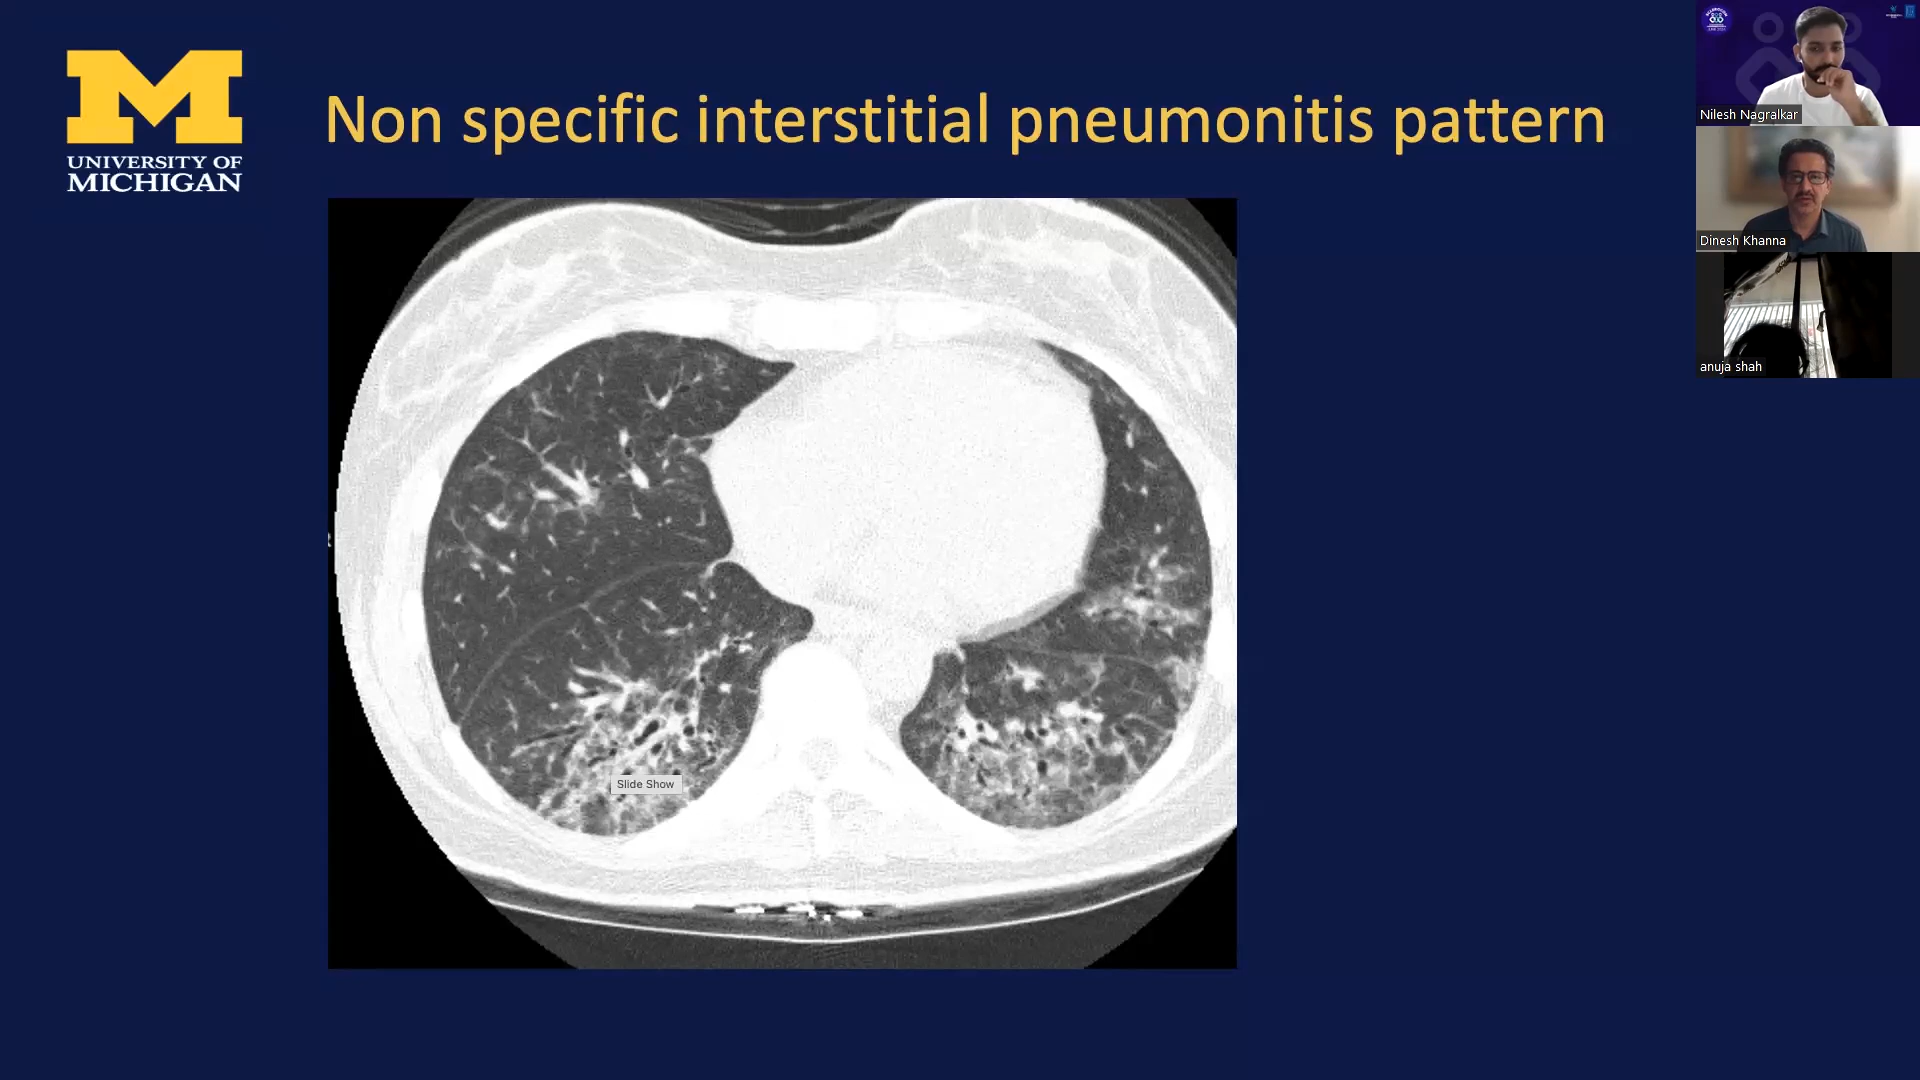 UNIVERSITY OF
MICHIGAN
Non specific interstitial pneumonitis pattern
Slide Show
Nilesh Nagralkar
Dinesh Khanna
anuja shah